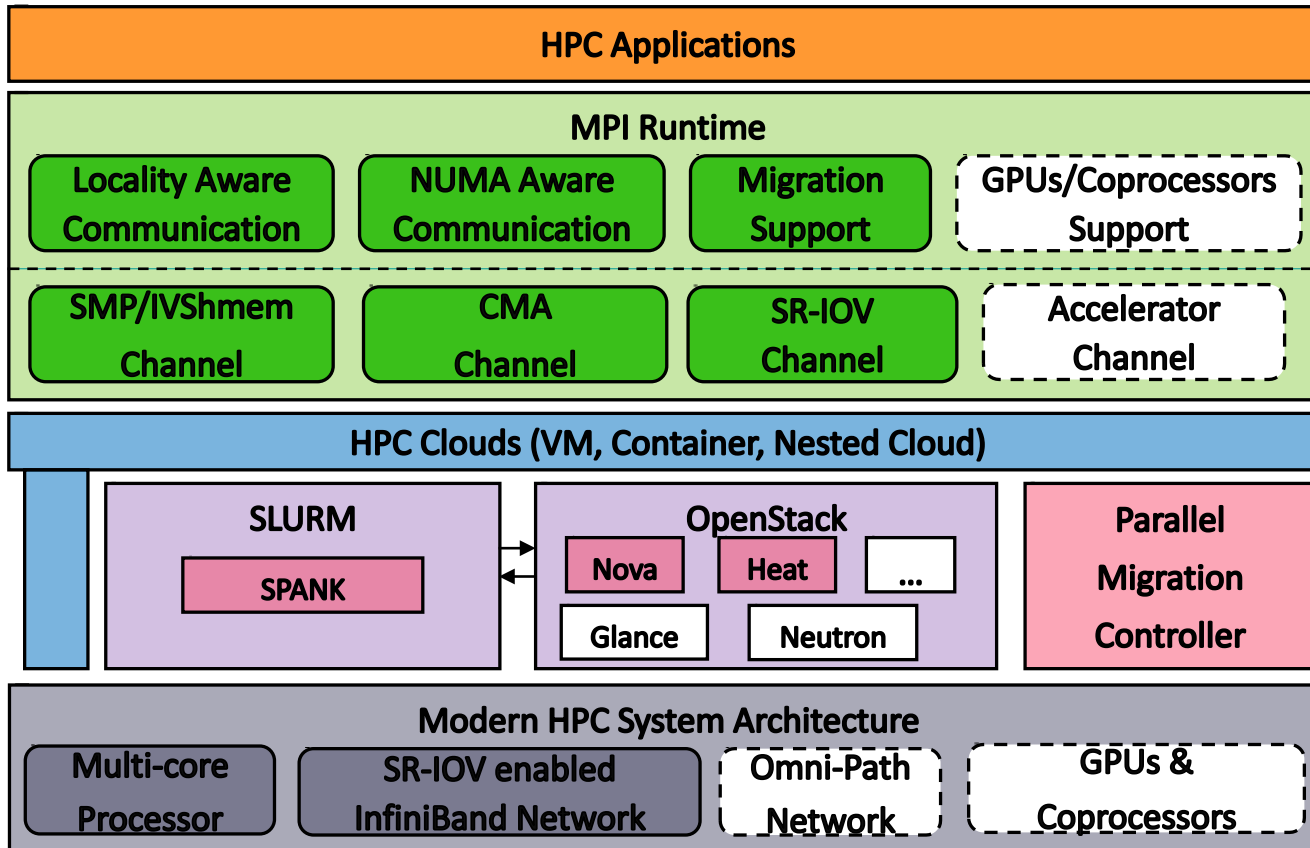 HPC Applications
MPI Runtime
Locality Aware
Communication
NUMA Aware
Communication
Migration
Support
GPUs/Coprocessors
Support
SMP/IVShmem
Channel
CMA
Channel
SR-IOV
Channel
Accelerator
Channel
HPC Clouds (VM, Container, Nested Cloud)
SLURM
SPANK
OpenStack
Nova
Heat
...
Glance
Neutron
Parallel
Migration
Controller
Modern HPC System Architecture
Multi-core
Processor
SR-IOV enabled
InfiniBand Network
Omni-Path
Network
GPUs &
Coprocessors